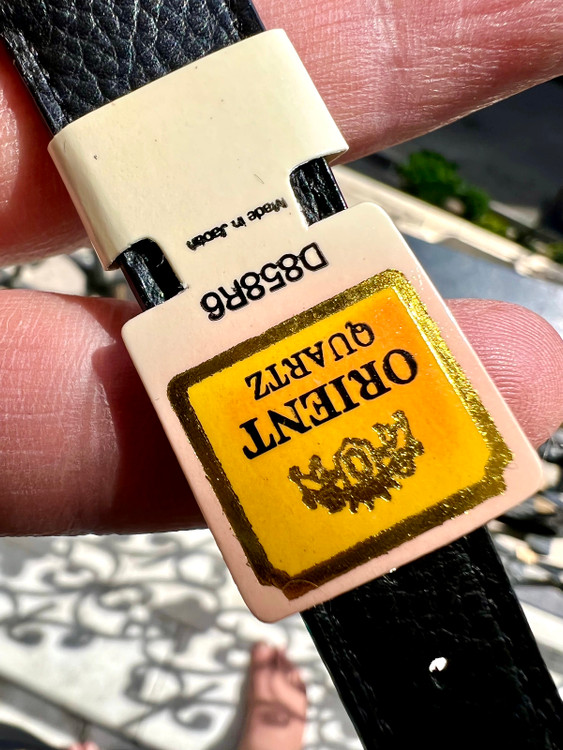 ORIENT
QUARTZ
D858R6
Made in Japan